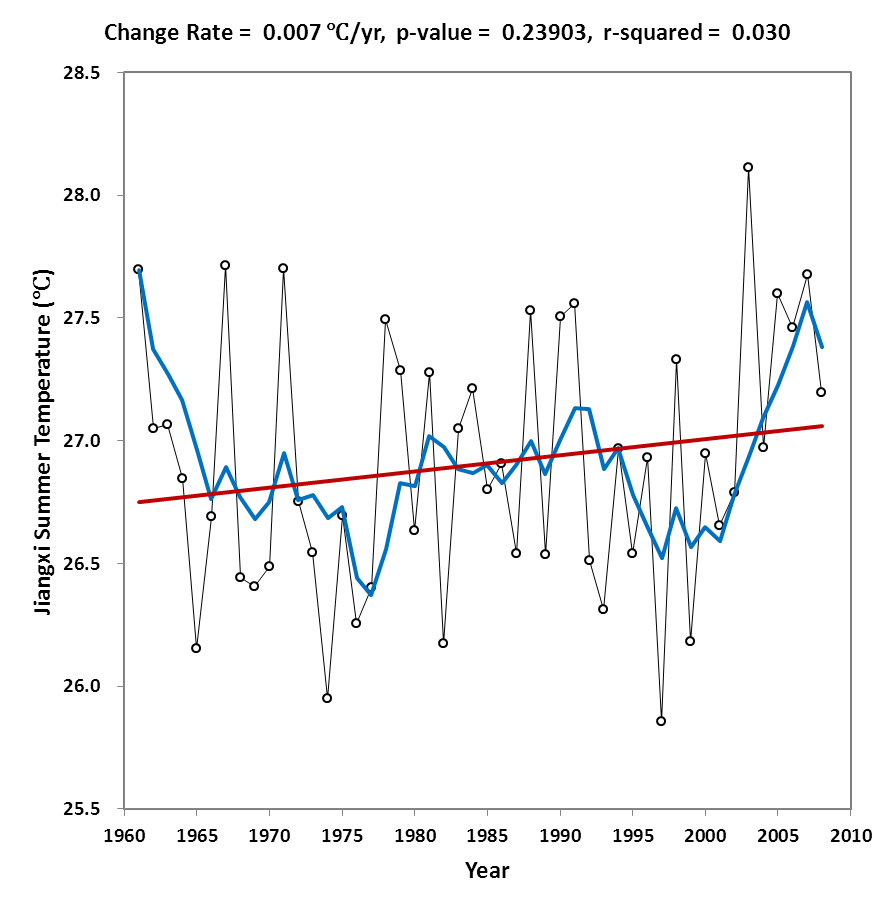 Change Rate = 0.007 ℃/yr, p-value = 0.23903, r-squared = 0.030
28.5
28.0
27.5
27.0
26.5
26.0
25.5
Jiangxi Summer Temperature (℃)
1960 1965 1970 1975 1980 1985 1990 1995 2000 2005 2010
Year